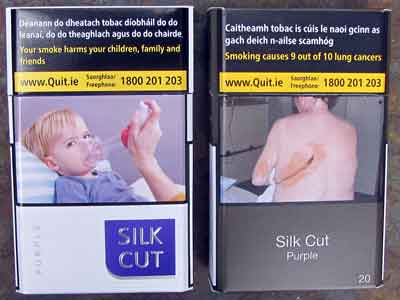 Déanann do dheatach tobac díobháil do do
leanaí, do do theaghlach agus do do chairde
Your smoke harms your children, family and
friends
www.Quit.ie Saorghlao/ Freephone: 1800 201 203
PURPLE
SILK
CUT
Caitheamh tobac is cúis le naoi gcinn as
gach deich n-ailse scamhóg
Smoking causes 9 out of 10 lung cancers
www.Quit.ie Saorghlao/ Freephone: 1800 201 203
Silk Cut
Purple
20